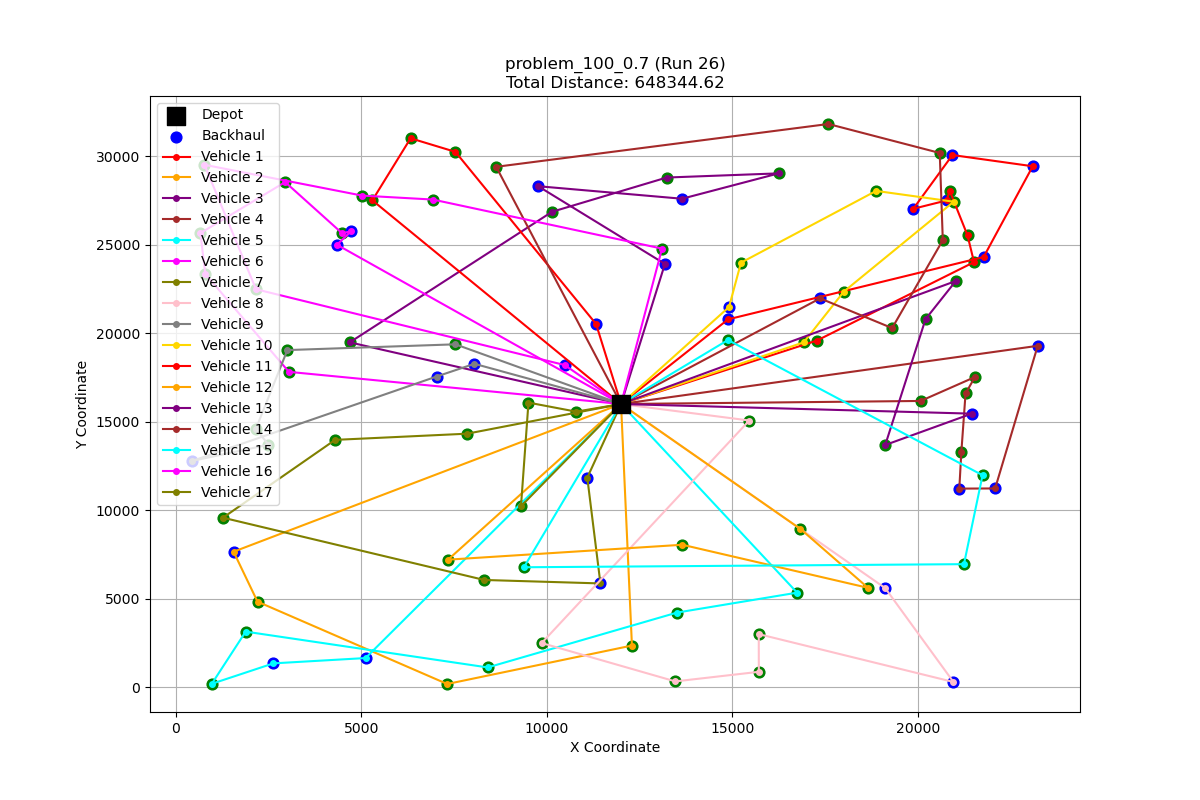 problem_100_0.7 (Run 26)
Total Distance: 648344.62
Depot
Backhaul
Vehicle 1
Vehicle 2
Vehicle 3
Vehicle 4
Vehicle 5
Vehicle 6
Vehicle 7
Vehicle 8
Vehicle 9
Vehicle 10
Vehicle 11
Vehicle 12
Vehicle 13
Vehicle 14
Vehicle 15
Vehicle 16
Vehicle 17
Y Coordinate
30000
25000
20000
15000
10000
5000
0
0 5000 10000 15000 20000
X Coordinate